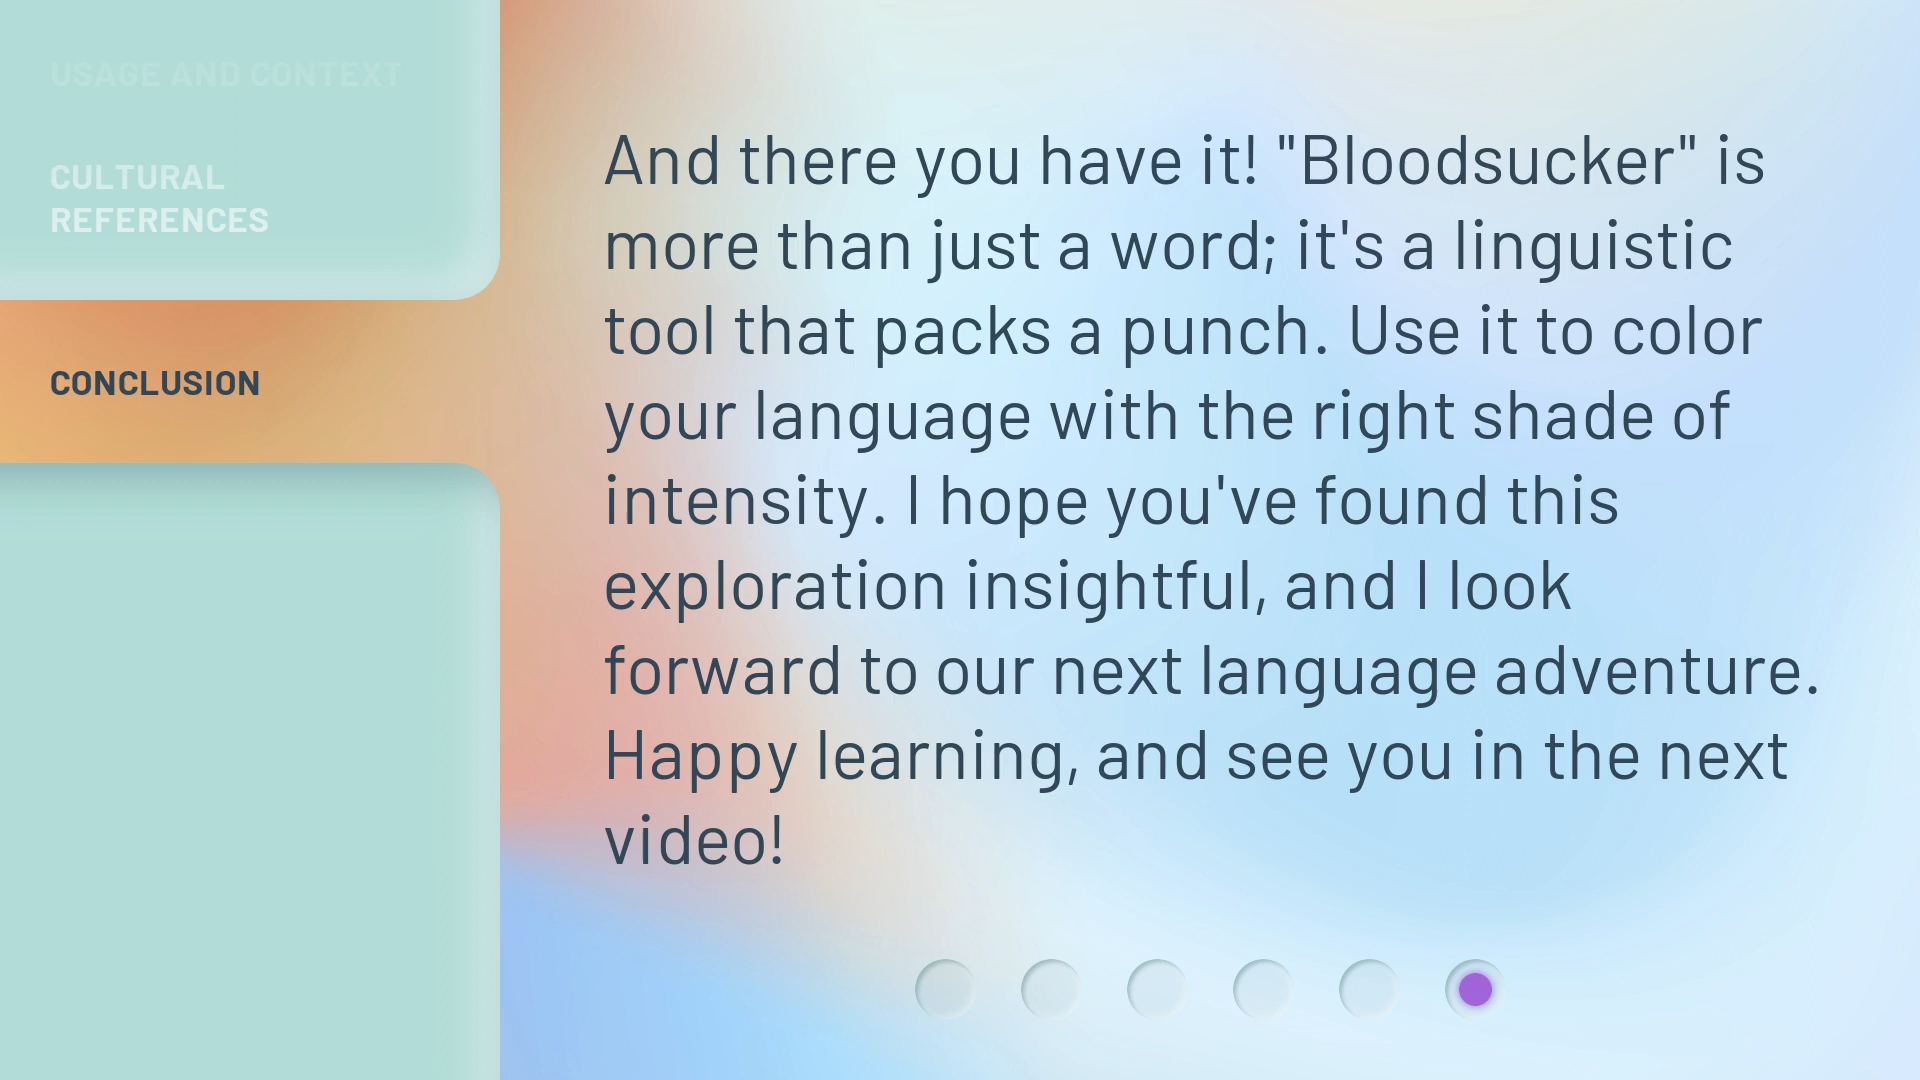 USAGE AND CONTEXT
CULTURAL
REFERENCES
CONCLUSION
And there you have it! "Bloodsucker" is
more than just a word; it's a linguistic
tool that packs a punch. Use it to color
your language with the right shade of
intensity. I hope you've found this
exploration insightful, and I look
forward to our next language adventure.
Happy learning, and see you in the next
video!